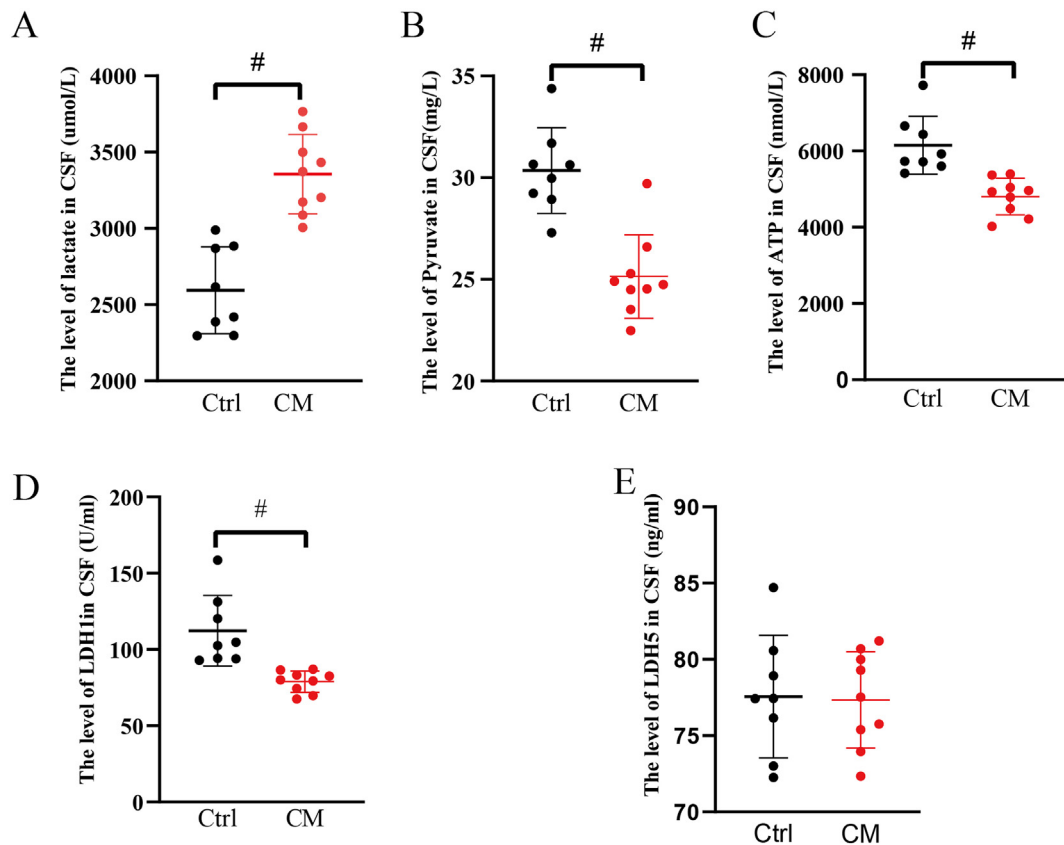 A
The level of lactate in CSF (umol/L)
4000
3500
3000
2500
2000
#
Ctrl
CM
B
The level of Pyruvate in CSF(mg/L)
35
30
25
20
#
Ctrl
CM
C
The level of ATP in CSF (nmol/L)
8000
6000
4000
2000
0
#
Ctrl
CM
D
The level of LDH1in CSF (U/ml)
200
150
100
50
0
#
Ctrl
CM
E
The level of LDH5 in CSF (ng/ml)
90
85
80
75
70
Ctrl
CM